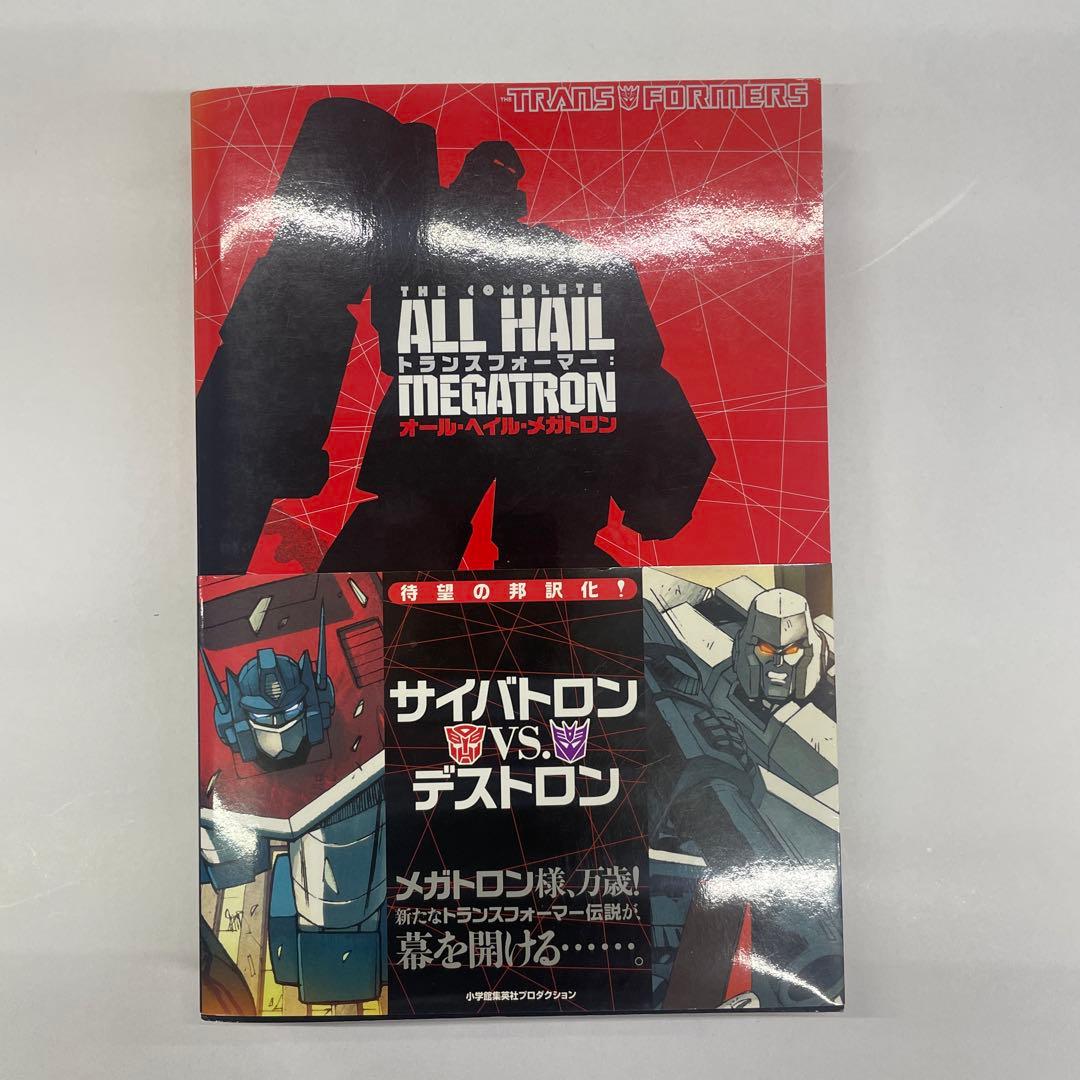 THE TRANSFORMERS
THE COMPLETE
ALL HAIL
トランスフォーマー:
MEGATRON
オール・ヘイル・メガトロン
待望の邦訳化!
サイバトロン
VS.
デストロン
メガトロン様、万歳!
新たなトランスフォーマー伝説が、
幕を開ける……。
小学館集英社プロダクション